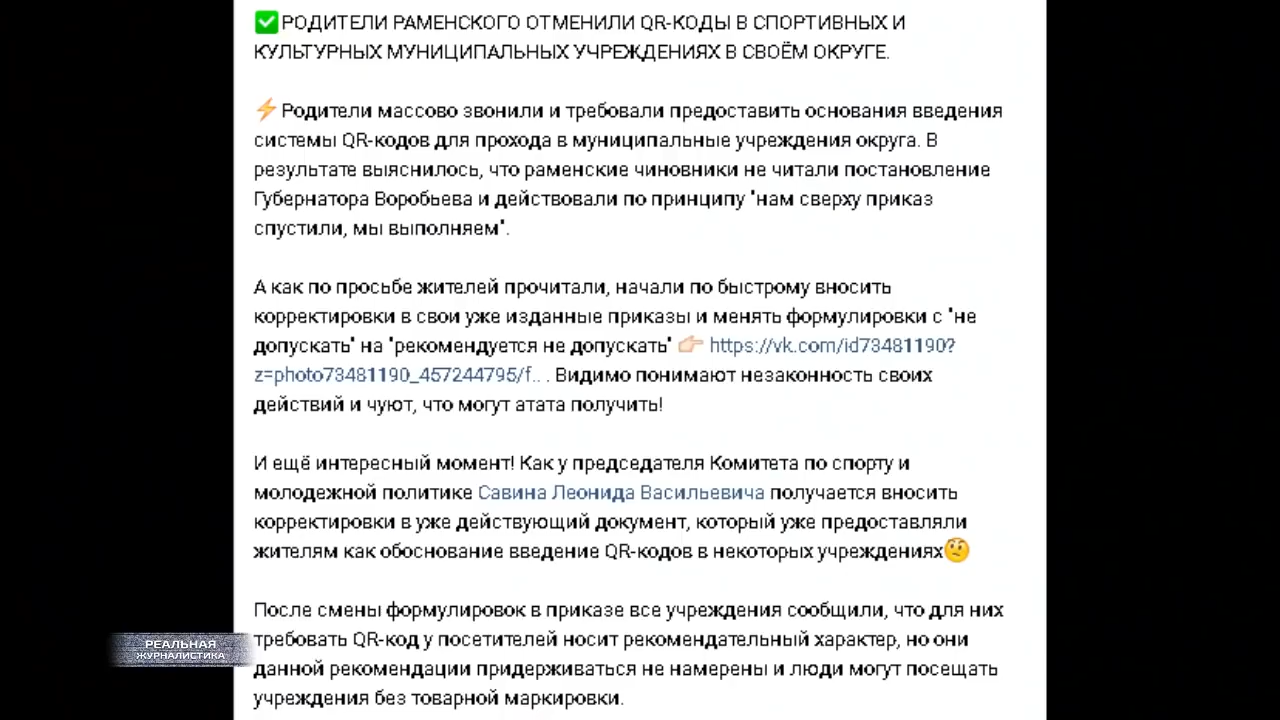 ✅РОДИТЕЛИ РАМЕНСКОГО ОТМЕНИЛИ QR-КОДЫ В СПОРТИВНЫХ И
КУЛЬТУРНЫХ МУНИЦИПАЛЬНЫХ УЧРЕЖДЕНИЯХ В СВОЁМ ОКРУГЕ.
⚡Родители массово звонили и требовали предоставить основания введения
системы QR-кодов для прохода в муниципальные учреждения округа. В
результате выяснилось, что раменские чиновники не читали постановление
Губернатора Воробьева и действовали по принципу "нам сверху приказ
спустили, мы выполняем".
А как по просьбе жителей прочитали, начали по быстрому вносить
корректировки в свои уже изданные приказы и менять формулировки с "не
допускать" на "рекомендуется не допускать" 👉🏻 https://vk.com/id73481190?
z=photo73481190_457244795/f.. . Видимо понимают незаконность своих
действий и чуют, что могут атата получить!
И ещё интересный момент! Как у председателя Комитета по спорту и
молодежной политике Савина Леонида Васильевича получается вносить
корректировки в уже действующий документ, который уже предоставляли
жителям как обоснование введение QR-кодов в некоторых учреждениях🤨
После смены формулировок в приказе все учреждения сообщили, что для них
требовать QR-код у посетителей носит рекомендательный характер, но они
данной рекомендации придерживаться не намерены и люди могут посещать
учреждения без товарной маркировки.
РЕАЛЬНАЯ
ЖУРНАЛИСТИКА